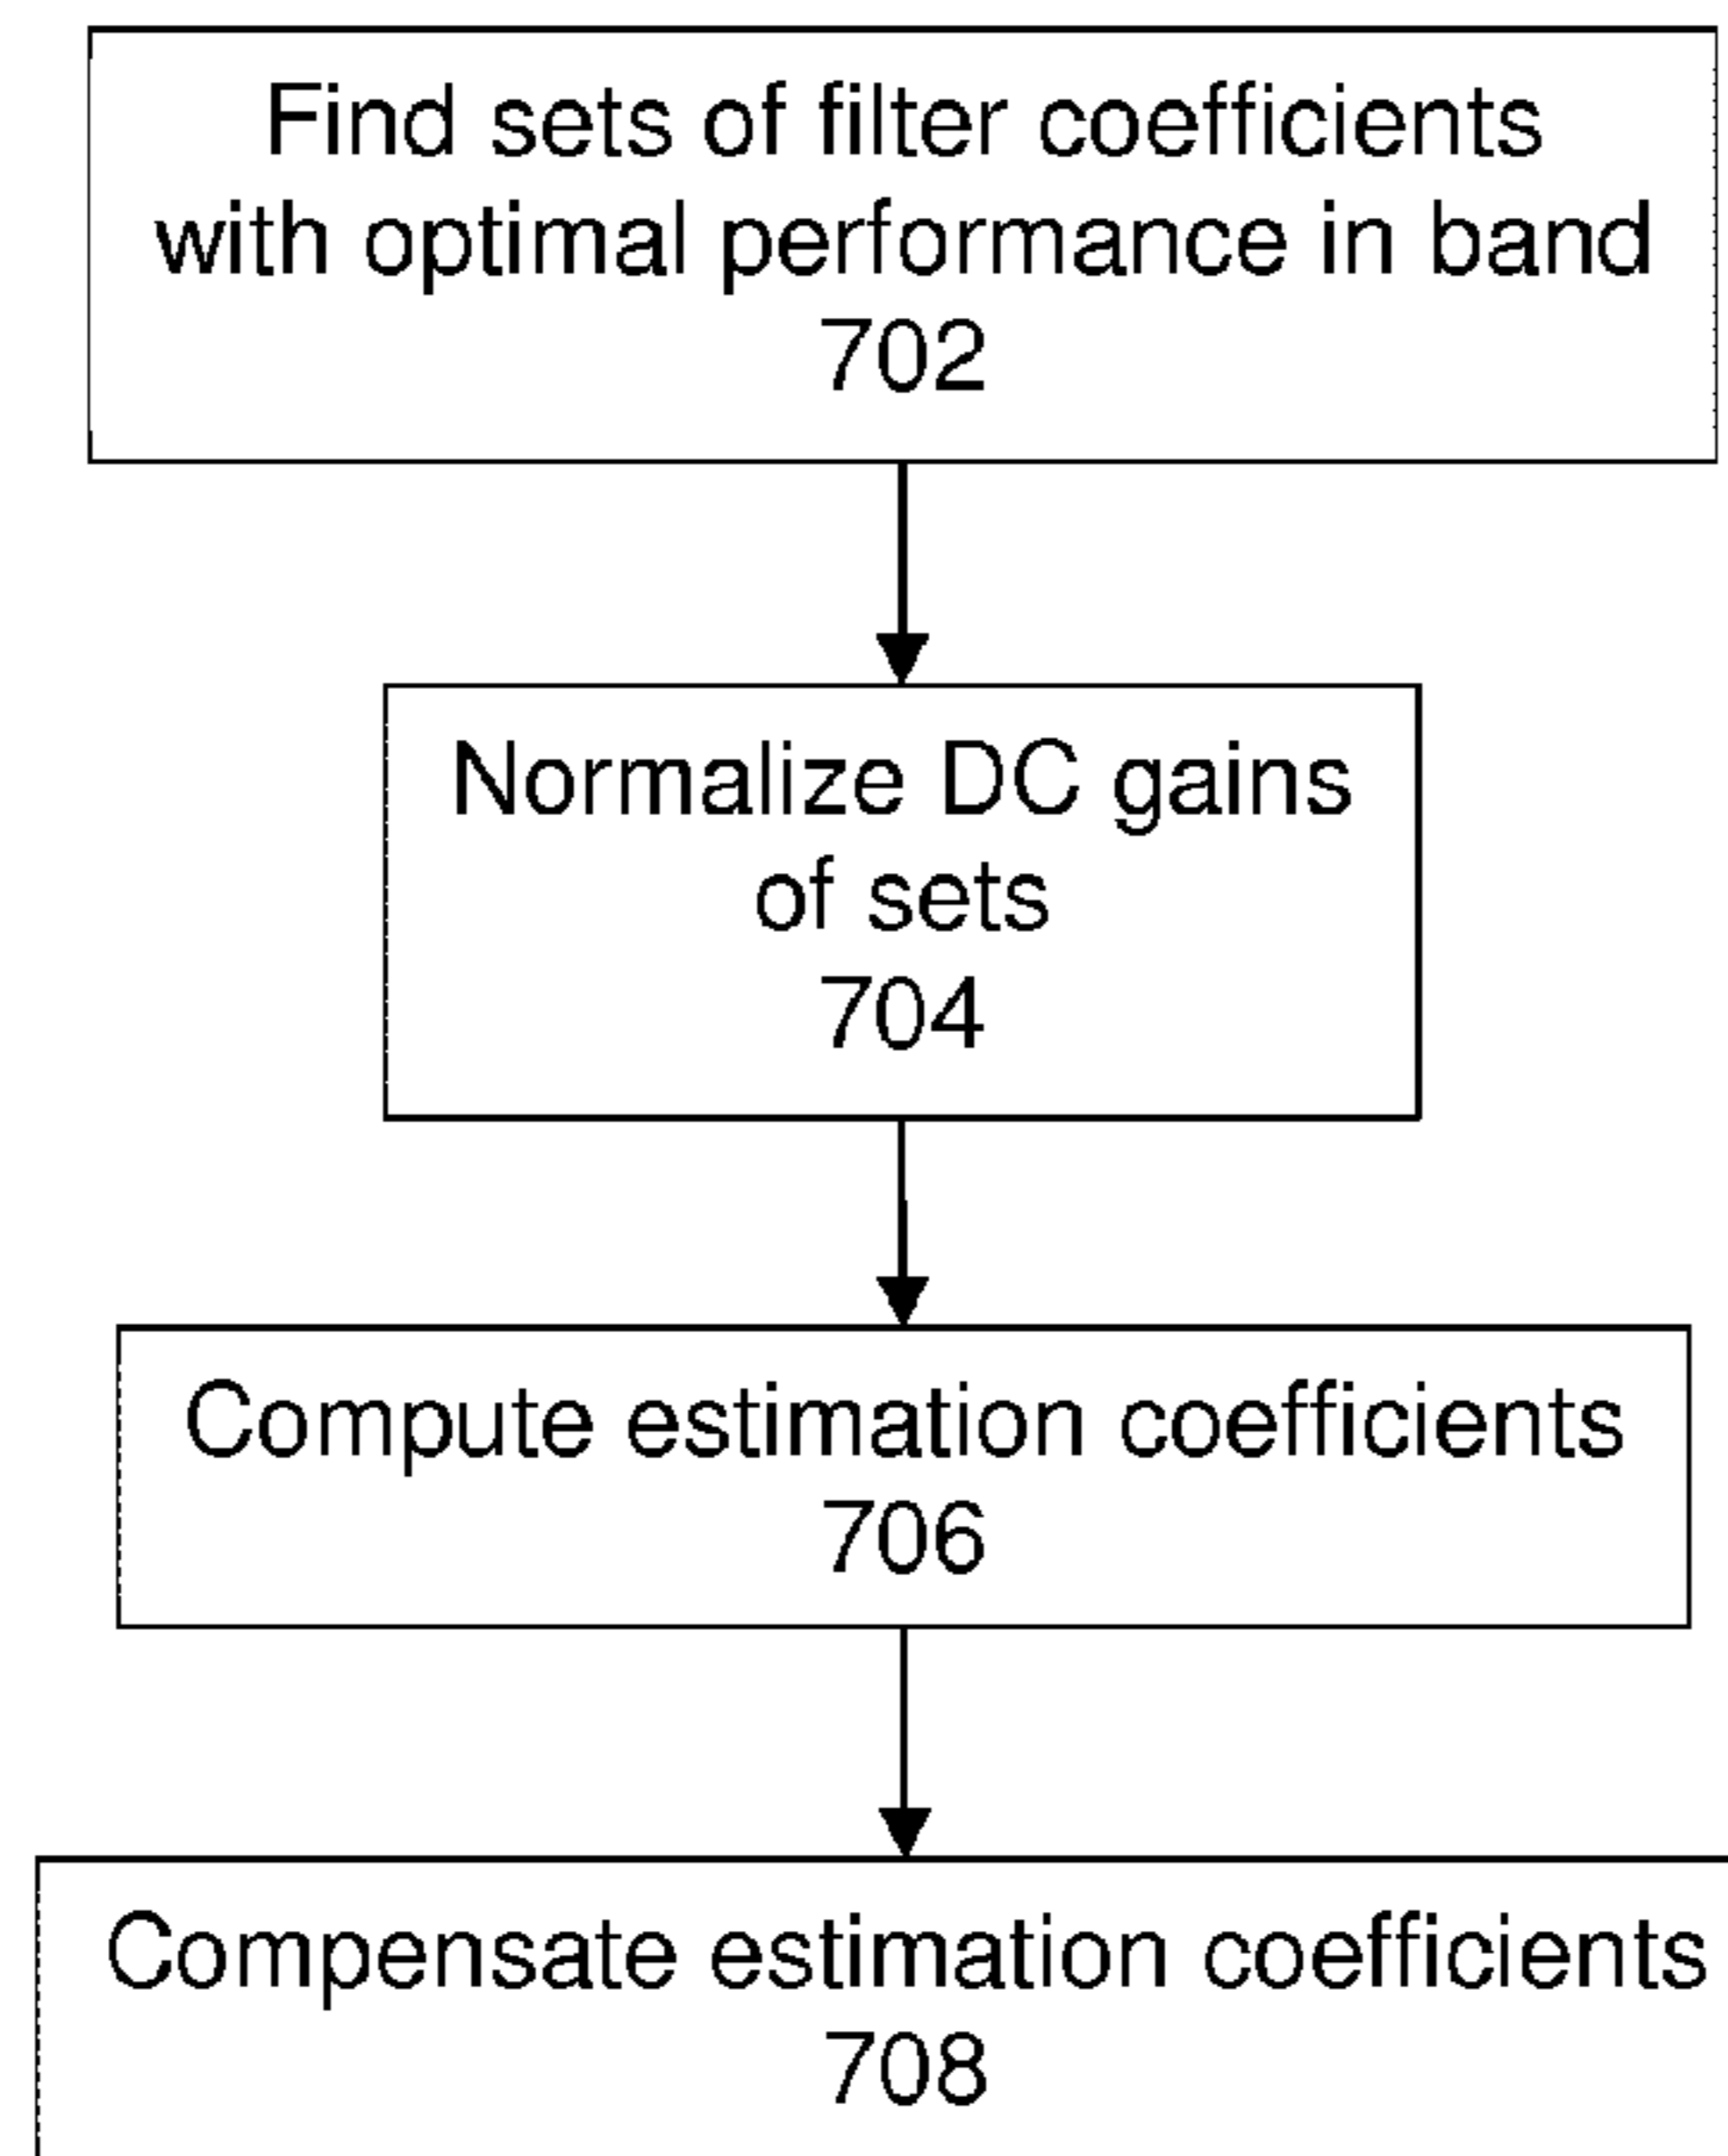 Find sets of filter coefficients
with optimal performance in band
702
Normalize DC gains
of sets
704
Compute estimation coefficients
706
Compensate estimation coefficients
708